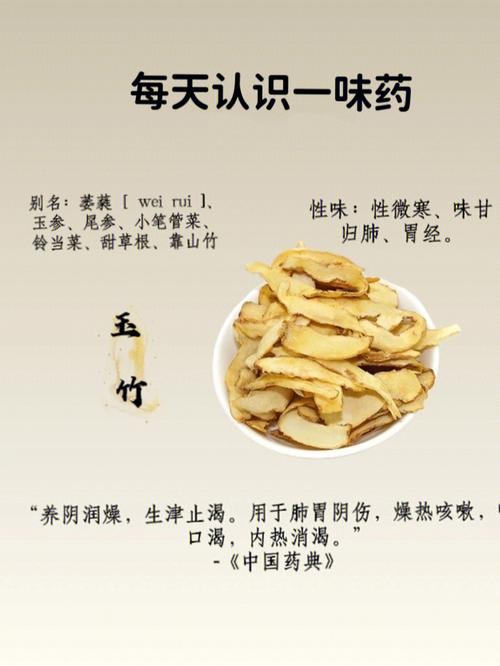 每天认识一味药
别名：萎蕤 [ wei rui ]、
玉参、尾参、小笔管菜、
铃当菜、甜草根、靠山竹
性味：性微寒、味甘
归肺、胃经。
玉
竹
“养阴润燥，生津止渴。用于肺胃阴伤，燥热咳嗽，
口渴，内热消渴。”
-《中国药典》